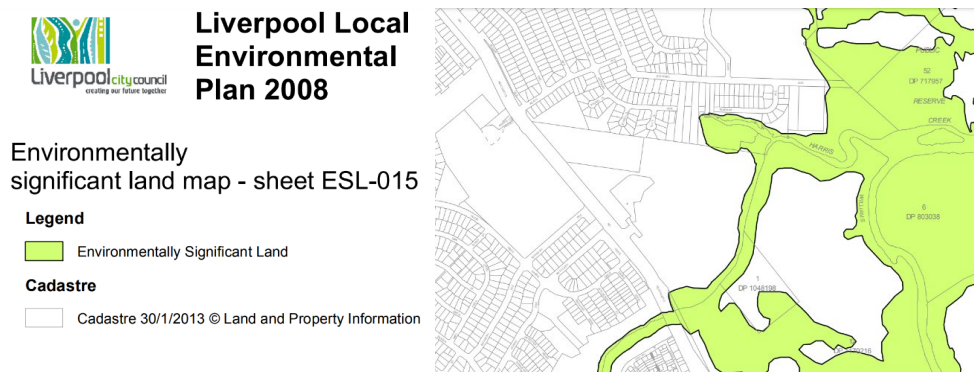 Liverpool city council
creating our future together
Liverpool Local
Environmental
Plan 2008
Environmentally
significant land map - sheet ESL-015
Legend
Environmentally Significant Land
Cadastre
Cadastre 30/1/2013 © Land and Property Information
PUBLIC
52
DP 717957
RESERVE
CREEK
HARRIS
WILLIAMS
6
DP 803038
1
DP 1048198